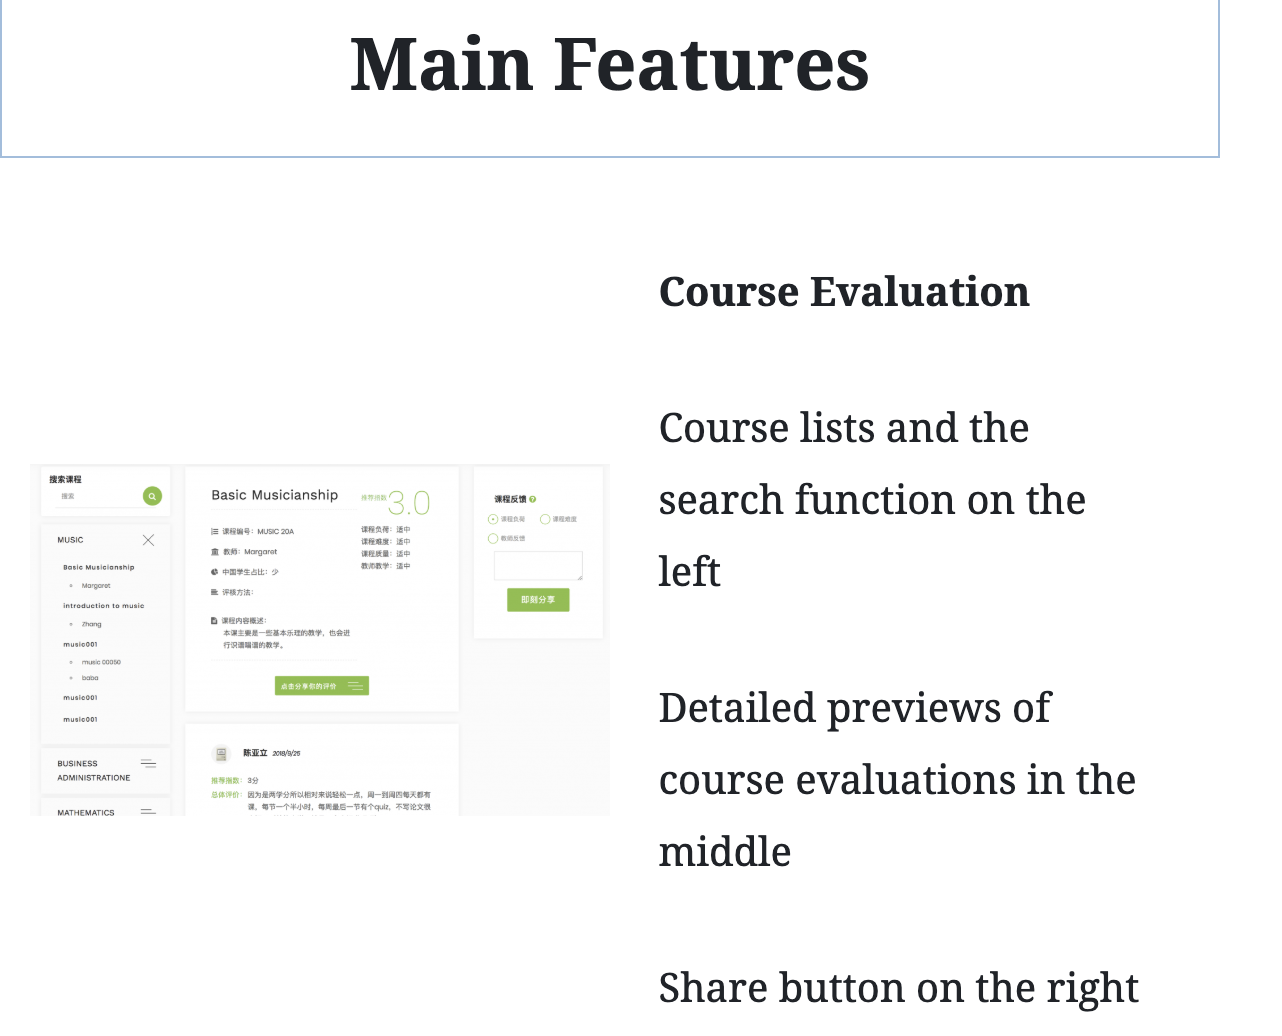 Main Features
搜索课程
搜索
MUSIC
Basic Musicianship
Margaret
introduction to music
Zhang
music001
music 00050
baba
music001
music001
BUSINESS
ADMINISTRATIONE
MATHEMATICS
Basic Musicianship
推荐指数 3.0
课程编号: MUSIC 20A
教师: Margaret
中国学生占比: 少
评核方法:
课程负荷: 适中
课程难度: 适中
课程质量: 适中
教师教学: 适中
课程内容概述:
本课主要是一些基本乐理的教学，也会进
行识谱唱谱的教学。
点击分享你的评价
陈亚立 2018/9/25
推荐指数: 3分
总体评价: 因为是两学分所以相对来说轻松一点，周一到周四每天都有
课，每节一个半小时，每周最后一节有个quiz，不写论文很
课程反馈
课程负荷
课程难度
教师反馈
即刻分享
Course Evaluation
Course lists and the
search function on the
left
Detailed previews of
course evaluations in the
middle
Share button on the right